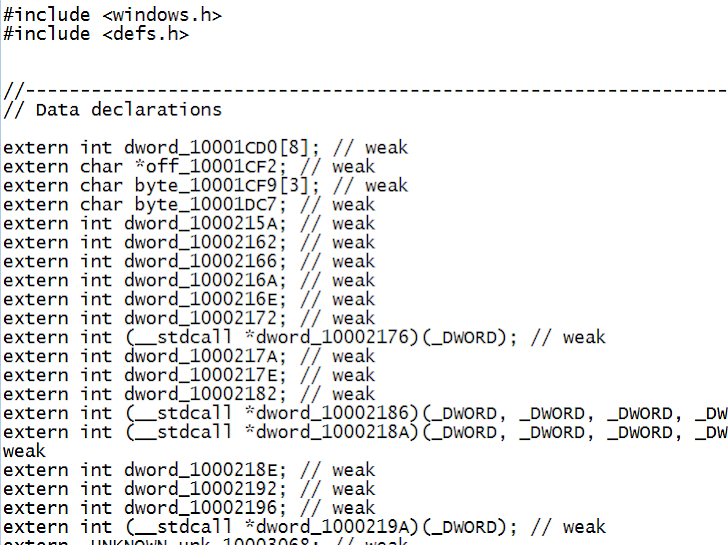 #include <windows.h>
#include <defs.h>
//----------------------------------------------------------------
// Data declarations
extern int dword_10001CD0[8]; // weak
extern char *off_10001CF2; // weak
extern char byte_10001CF9[3]; // weak
extern char byte_10001DC7; // weak
extern int dword_1000215A; // weak
extern int dword_10002162; // weak
extern int dword_10002166; // weak
extern int dword_1000216A; // weak
extern int dword_1000216E; // weak
extern int dword_10002172; // weak
extern int (__stdcall *dword_10002176)(_DWORD); // weak
extern int dword_1000217A; // weak
extern int dword_1000217E; // weak
extern int dword_10002182; // weak
extern int (__stdcall *dword_10002186)(_DWORD, _DWORD, _DWORD, _DW
extern int (__stdcall *dword_1000218A)(_DWORD, _DWORD, _DWORD, _DW
weak
extern int dword_1000218E; // weak
extern int dword_10002192; // weak
extern int dword_10002196; // weak
extern int (__stdcall *dword_1000219A)(_DWORD); // weak
extern _UNKNOWN unk_10003068; // weak